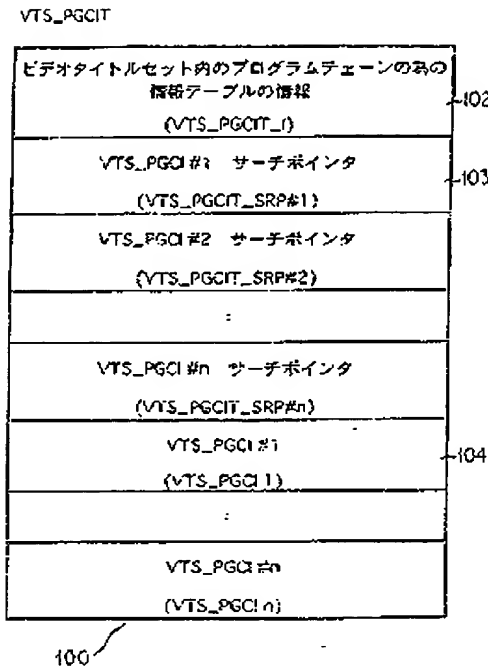 VTS_PGCIT
ビデオタイトルセット内のプログラムチェーンの為の
情報テーブルの情報
(VTS_PGCIT_I)
102
VTS_PGCI #1 サーチポインタ
(VTS_PGCIT_SRP#1)
103
VTS_PGCI #2 サーチポインタ
(VTS_PGCIT_SRP#2)
:
VTS_PGCI #n サーチポインタ
(VTS_PGCIT_SRP#n)
VTS_PGCI #1
(VTS_PGCI 1)
104
:
VTS_PGCI #n
(VTS_PGCI n)
100